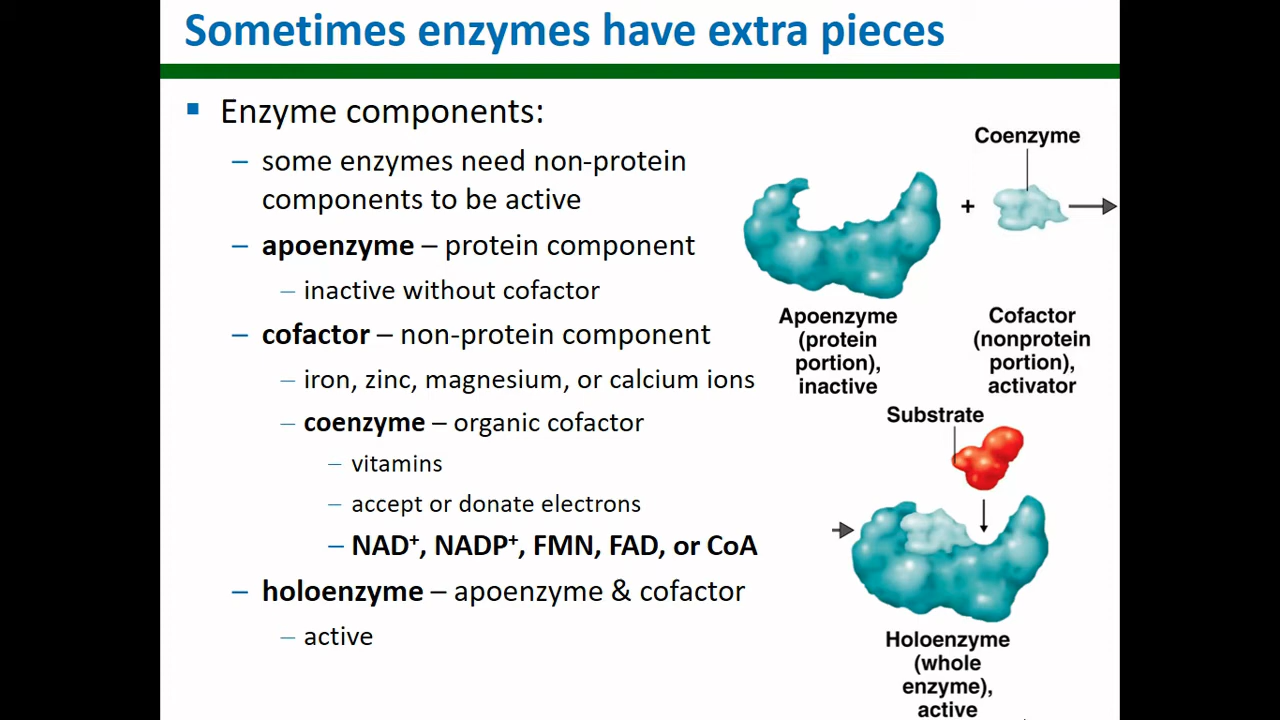 Sometimes enzymes have extra pieces
▪ Enzyme components:
– some enzymes need non-protein
components to be active
– apoenzyme – protein component
– inactive without cofactor
– cofactor – non-protein component
– iron, zinc, magnesium, or calcium ions
– coenzyme – organic cofactor
– vitamins
– accept or donate electrons
– NAD⁺, NADP⁺, FMN, FAD, or CoA
– holoenzyme – apoenzyme & cofactor
– active
Coenzyme
+
Apoenzyme
(protein
portion),
inactive
Cofactor
(nonprotein
portion),
activator
Substrate
Holoenzyme
(whole
enzyme),
active